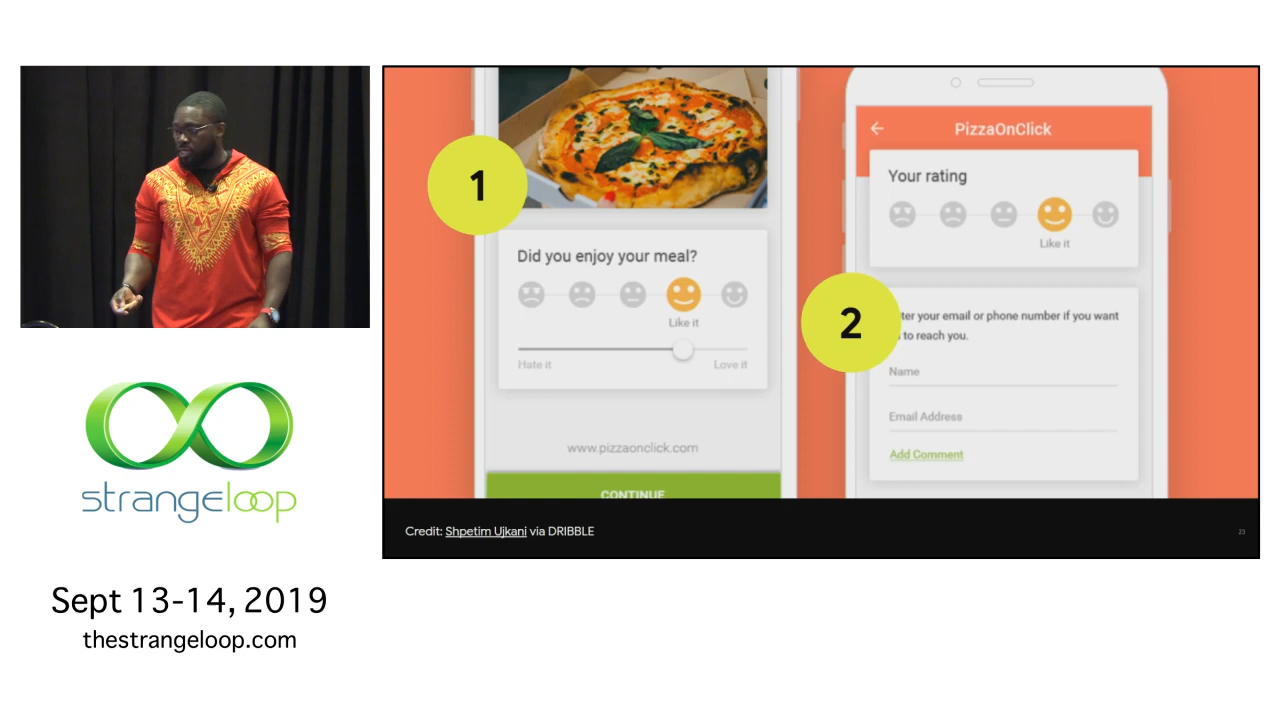 1
Did you enjoy your meal?
Like it
Hate it
Love it
www.pizzaonclick.com
CONTINUE
PizzaOnClick
Your rating
Like it
2
ter your email or phone number if you want
to reach you.
Name
Email Address
Add Comment
Credit: Shpetim Ujkani via DRIBBLE
23
strangeloop
Sept 13-14, 2019
thestrangeloop.com